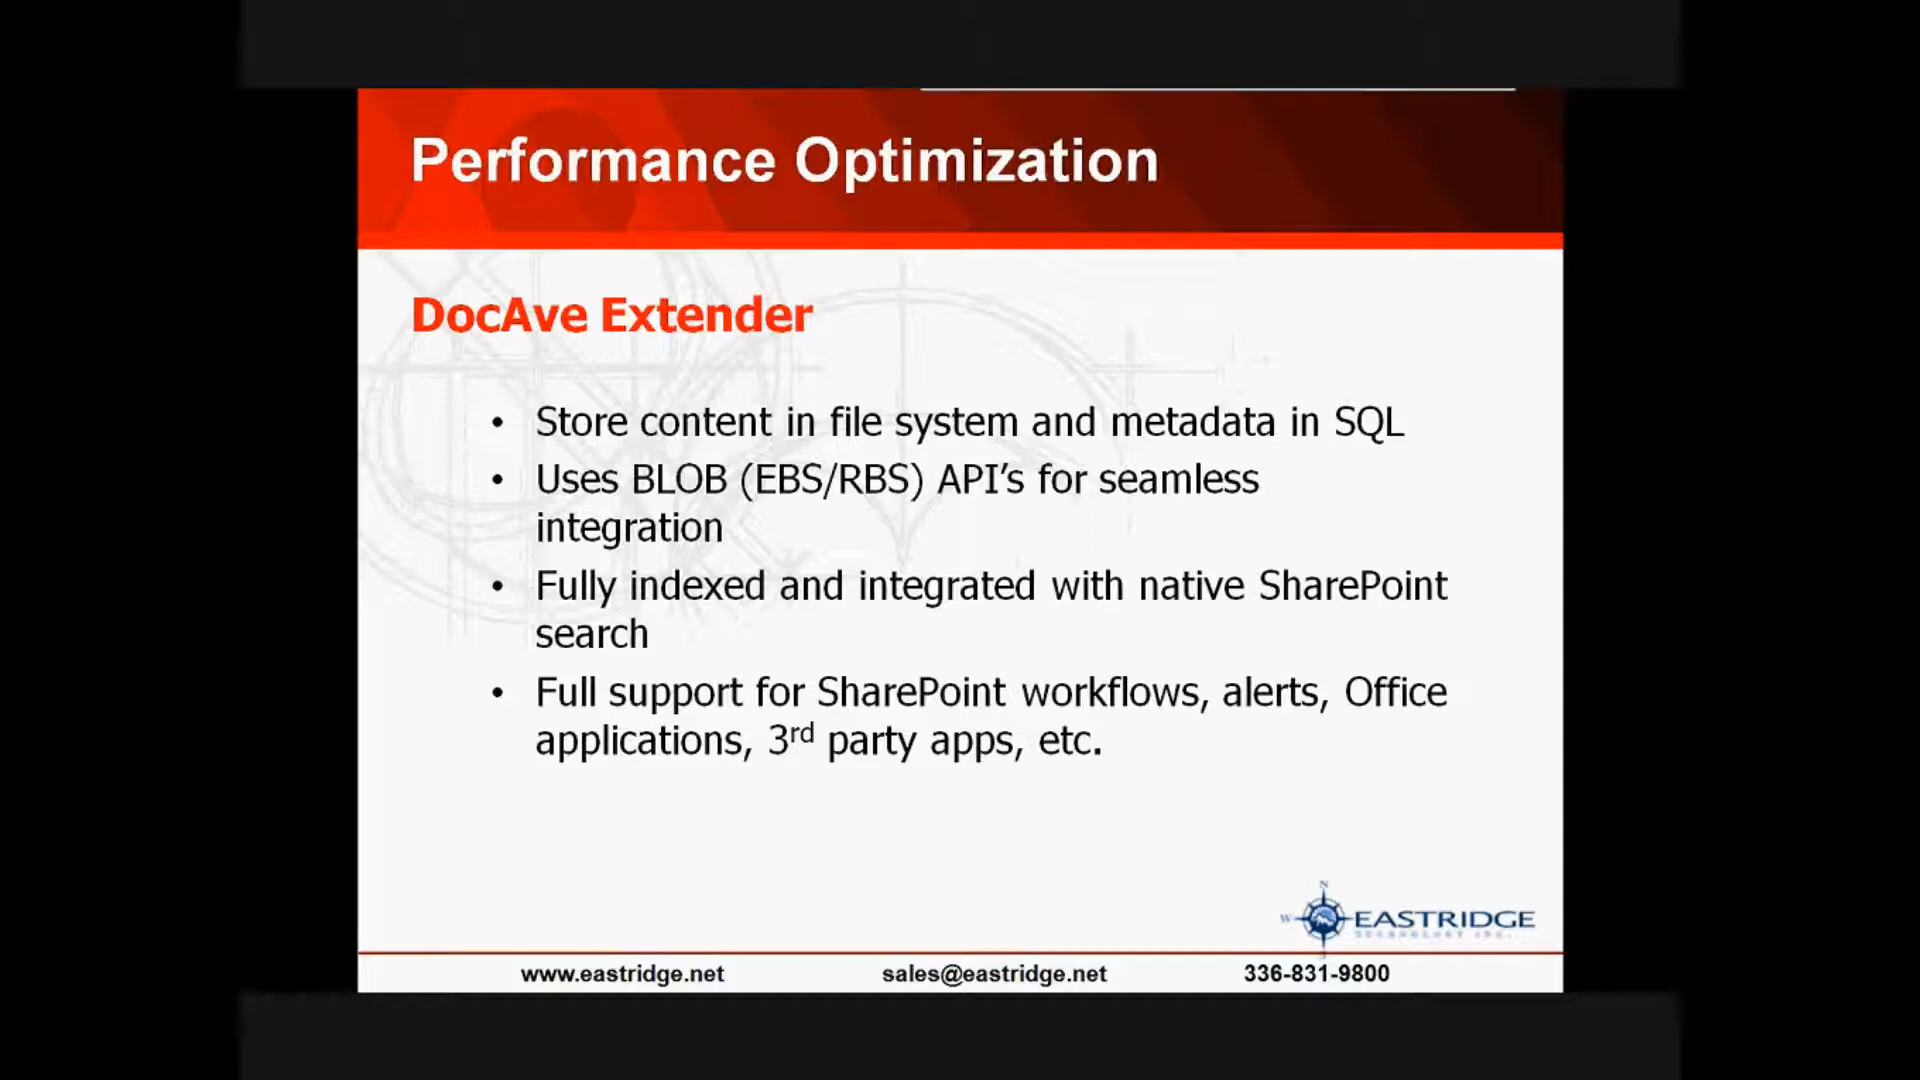 Performance Optimization
DocAve Extender
• Store content in file system and metadata in SQL
• Uses BLOB (EBS/RBS) API's for seamless
integration
• Fully indexed and integrated with native SharePoint
search
• Full support for SharePoint workflows, alerts, Office
applications, 3rd party apps, etc.
N
W
EASTRIDGE
TECHNOLOGY INC.
www.eastridge.net sales@eastridge.net 336-831-9800